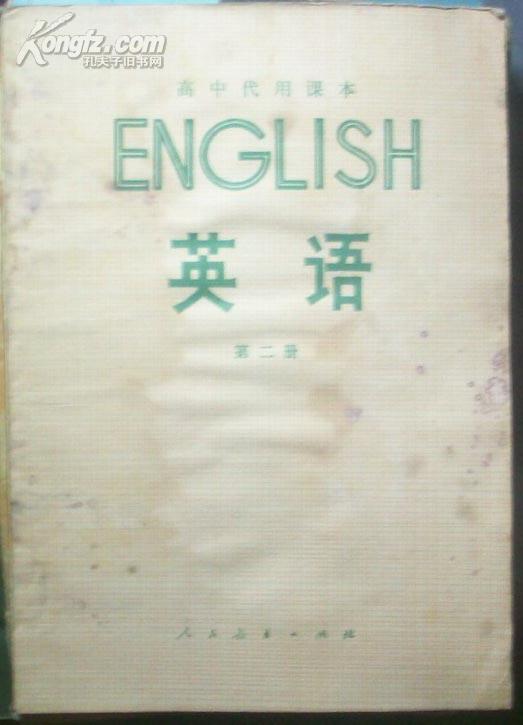 Kongfz.com
孔夫子旧书网
高中代用课本
ENGLISH
英语
第二册
人民教育出版社